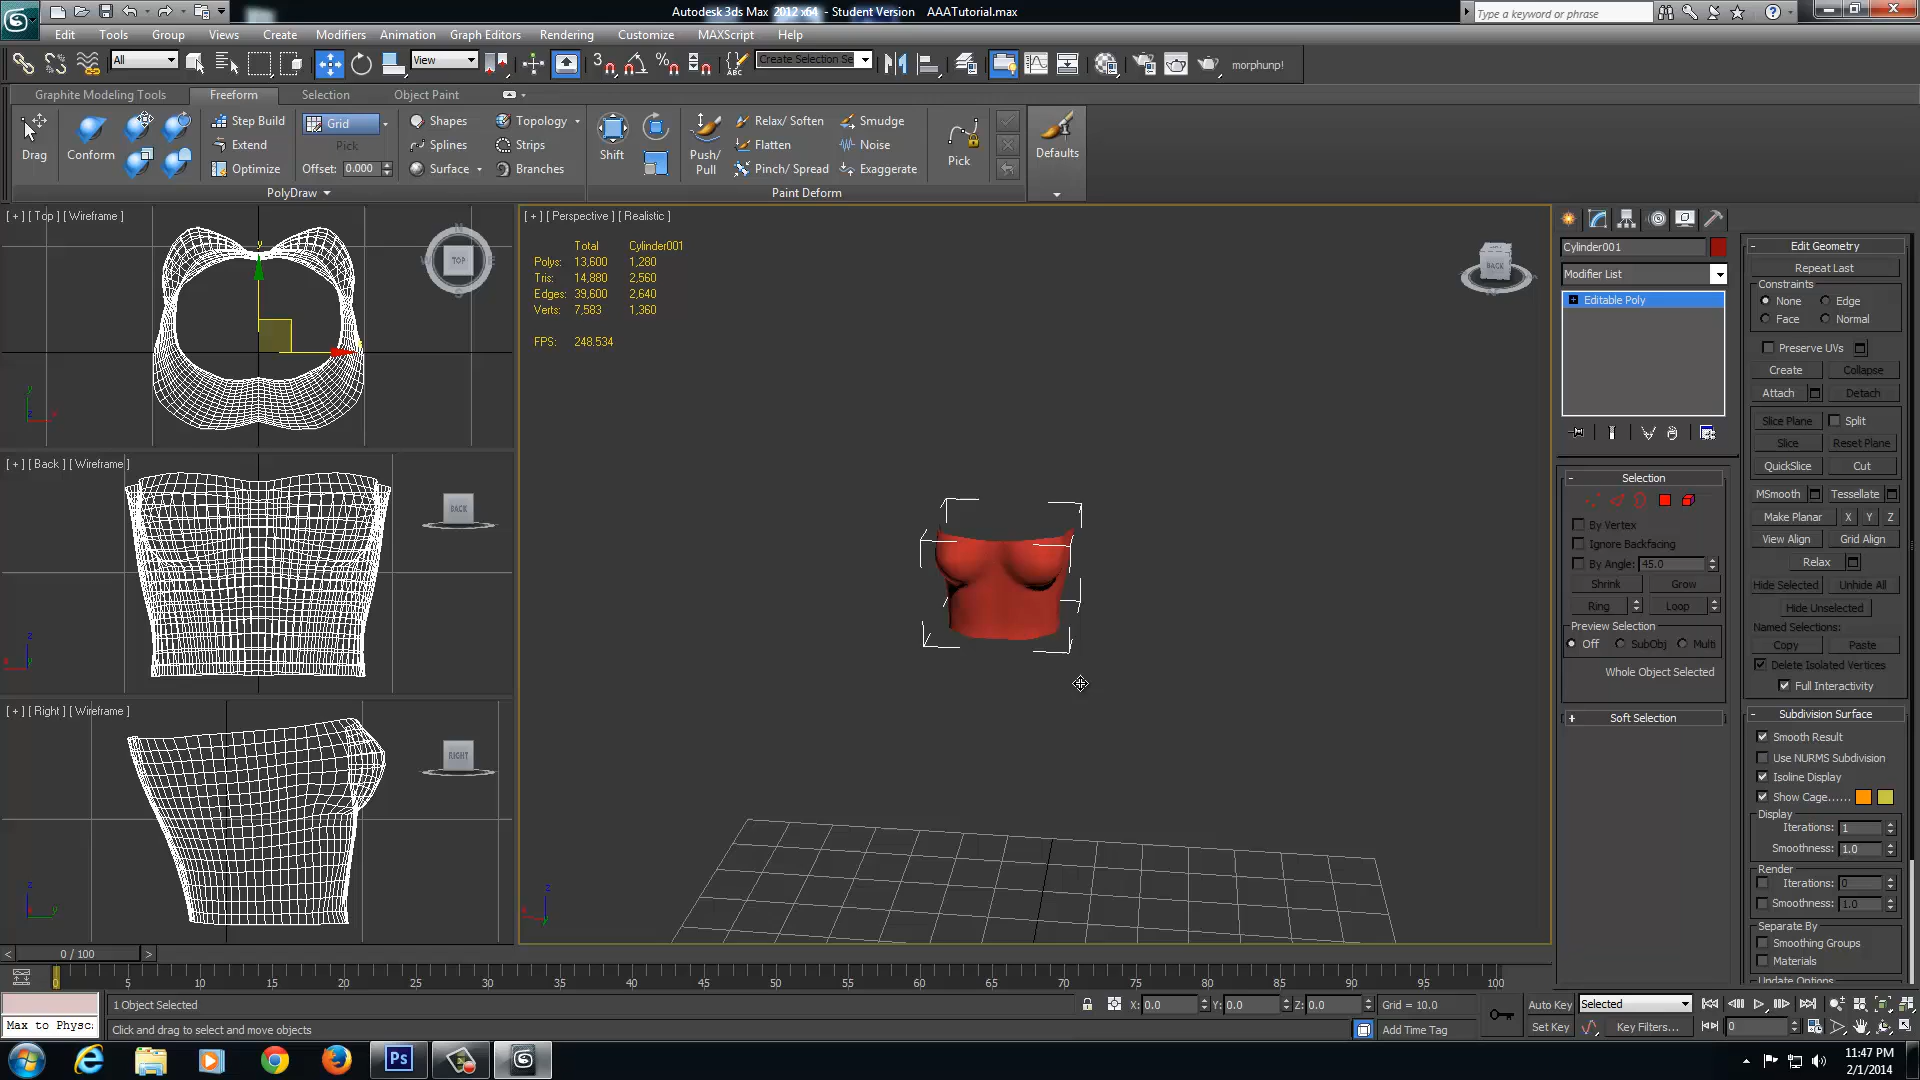 Autodesk 3ds Max 2012 x64 - Student Version AAATutorial.max
Type a keyword or phrase
Edit Tools Group Views Create Modifiers Animation Graph Editors Rendering Customize MAXScript Help
All View Create Selection Se morphunp!
Graphite Modeling Tools Freeform Selection Object Paint
Drag Conform Step Build Extend Optimize Grid Pick Offset: 0.000 Shapes Splines Surface Topology Strips Branches
Shift Push/ Pull Relax/ Soften Flatten Pinch/ Spread Smudge Noise Exaggerate Pick Defaults
PolyDraw Paint Deform
[ + ] [ Top ] [ Wireframe ]
TOP
[ + ] [ Back ] [ Wireframe ]
BACK
[ + ] [ Right ] [ Wireframe ]
RIGHT
[ + ] [ Perspective ] [ Realistic ]
Total Cylinder001
Polys: 13,600 1,280
Tris: 14,880 2,560
Edges: 39,600 2,640
Verts: 7,583 1,360
FPS: 248.534
BACK
Cylinder001
Modifier List
Editable Poly
Selection
By Vertex
Ignore Backfacing
By Angle: 45.0
Shrink Grow
Ring Loop
Preview Selection
Off SubObj Multi
Whole Object Selected
Soft Selection
Edit Geometry
Repeat Last
Constraints
None Edge
Face Normal
Preserve UVs
Create Collapse
Attach Detach
Slice Plane Split
Slice Reset Plane
QuickSlice Cut
MSmooth Tessellate
Make Planar X Y Z
View Align Grid Align
Relax
Hide Selected Unhide All
Hide Unselected
Named Selections:
Copy Paste
Delete Isolated Vertices
Full Interactivity
Subdivision Surface
Smooth Result
Use NURMS Subdivision
Isoline Display
Show Cage......
Display
Iterations: 1
Smoothness: 1.0
Render
Iterations: 0
Smoothness: 1.0
Separate By
Smoothing Groups
Materials
Update Options
< 0 / 100 >
0 5 10 15 20 25 30 35 40 45 50 55 60 65 70 75 80 85 90 95 100
1 Object Selected X: 0.0 Y: 0.0 Z: 0.0 Grid = 10.0 Auto Key Selected
Max to Physc: Click and drag to select and move objects Add Time Tag Set Key Key Filters... 0
Ps
11:47 PM
2/1/2014